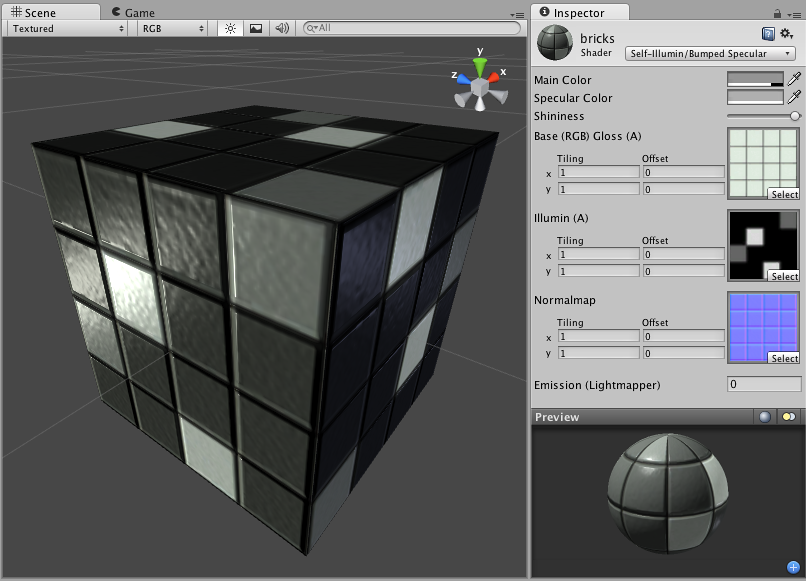 Scene Game
Textured RGB All
y
z x
Inspector
bricks
Shader Self-Illumin/Bumped Specular
Main Color
Specular Color
Shininess
Base (RGB) Gloss (A)
Tiling Offset
x 1 0
y 1 0
Select
Illumin (A)
Tiling Offset
x 1 0
y 1 0
Select
Normalmap
Tiling Offset
x 1 0
y 1 0
Select
Emission (Lightmapper) 0
Preview